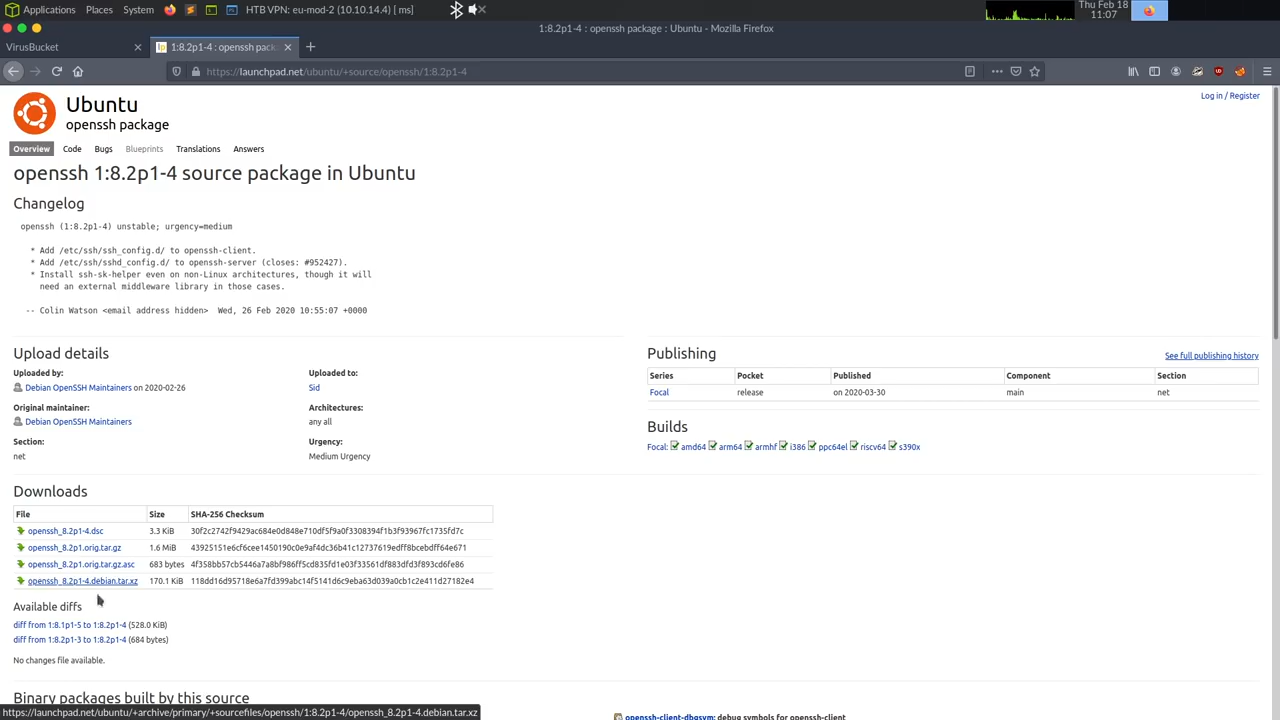 Applications Places System HTB VPN: eu-mod-2 (10.10.14.4) [ ms] Thu Feb 18
11:07
1:8.2p1-4 : openssh package : Ubuntu - Mozilla Firefox
VirusBucket 1:8.2p1-4 : openssh pack
https://launchpad.net/ubuntu/+source/openssh/1:8.2p1-4
Log in / Register
Ubuntu
openssh package
Overview Code Bugs Blueprints Translations Answers
openssh 1:8.2p1-4 source package in Ubuntu
Changelog
openssh (1:8.2p1-4) unstable; urgency=medium
* Add /etc/ssh/ssh_config.d/ to openssh-client.
* Add /etc/ssh/sshd_config.d/ to openssh-server (closes: #952427).
* Install ssh-sk-helper even on non-Linux architectures, though it will
need an external middleware library in those cases.
-- Colin Watson <email address hidden> Wed, 26 Feb 2020 10:55:07 +0000
Upload details
Uploaded by:
Debian OpenSSH Maintainers on 2020-02-26
Uploaded to:
Sid
Original maintainer:
Debian OpenSSH Maintainers
Architectures:
any all
Section:
net
Urgency:
Medium Urgency
Publishing
See full publishing history
Series Pocket Published Component Section
Focal release on 2020-03-30 main net
Builds
Focal: amd64 arm64 armhf i386 ppc64el riscv64 s390x
Downloads
File Size SHA-256 Checksum
openssh_8.2p1-4.dsc 3.3 KiB 30f2c2742f9429ac684e0d848e710df5f9a0f3308394f1b3f93967fc1735fd7c
openssh_8.2p1.orig.tar.gz 1.6 MiB 43925151e6cf6cee1450190c0e9af4dc36b41c12737619edff8bcebdff64e671
openssh_8.2p1.orig.tar.gz.asc 683 bytes 4f358bb57cb5446a7a8bf986ff5cd835fd1e03f33561df883dfd3f893cd6fe86
openssh_8.2p1-4.debian.tar.xz 170.1 KiB 118dd16d95718e6a7fd399abc14f5141d6c9eba63d039a0cb1c2e411d27182e4
Available diffs
diff from 1:8.1p1-5 to 1:8.2p1-4 (528.0 KiB)
diff from 1:8.2p1-3 to 1:8.2p1-4 (684 bytes)
No changes file available.
Binary packages built by this source
https://launchpad.net/ubuntu/+archive/primary/+sourcefiles/openssh/1:8.2p1-4/openssh_8.2p1-4.debian.tar.xz
openssh-client-dbgsym: debug symbols for openssh-client